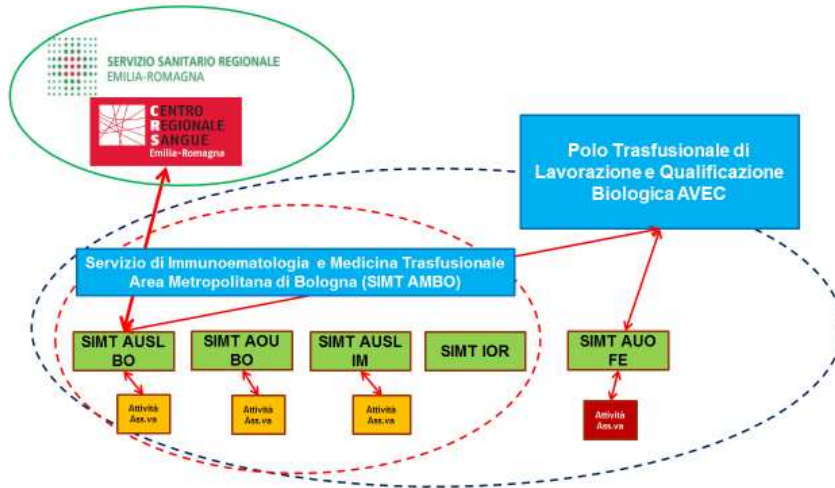 SERVIZIO SANITARIO REGIONALE
EMILIA-ROMAGNA
CENTRO
REGIONALE
SANGUE
Emilia-Romagna
Polo Trasfusionale di
Lavorazione e Qualificazione
Biologica AVEC
Servizio di Immunoematologia e Medicina Trasfusionale
Area Metropolitana di Bologna (SIMT AMBO)
SIMT AUSL
BO
SIMT AOU
BO
SIMT AUSL
IM
SIMT IOR
SIMT AUO
FE
Attività
Ass.va
Attività
Ass.va
Attività
Ass.va
Attività
Ass.va